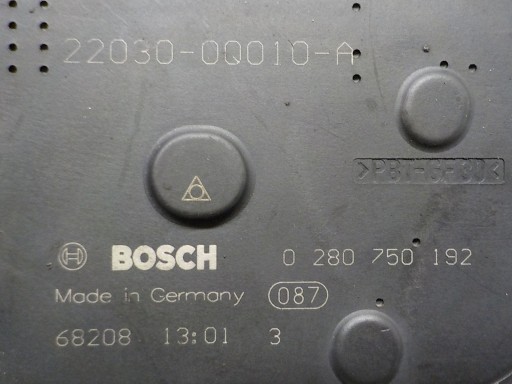 22030-0Q010-A
>PBT-GF30<
BOSCH 0 280 750 192
Made in Germany 087
68208 13:01 3